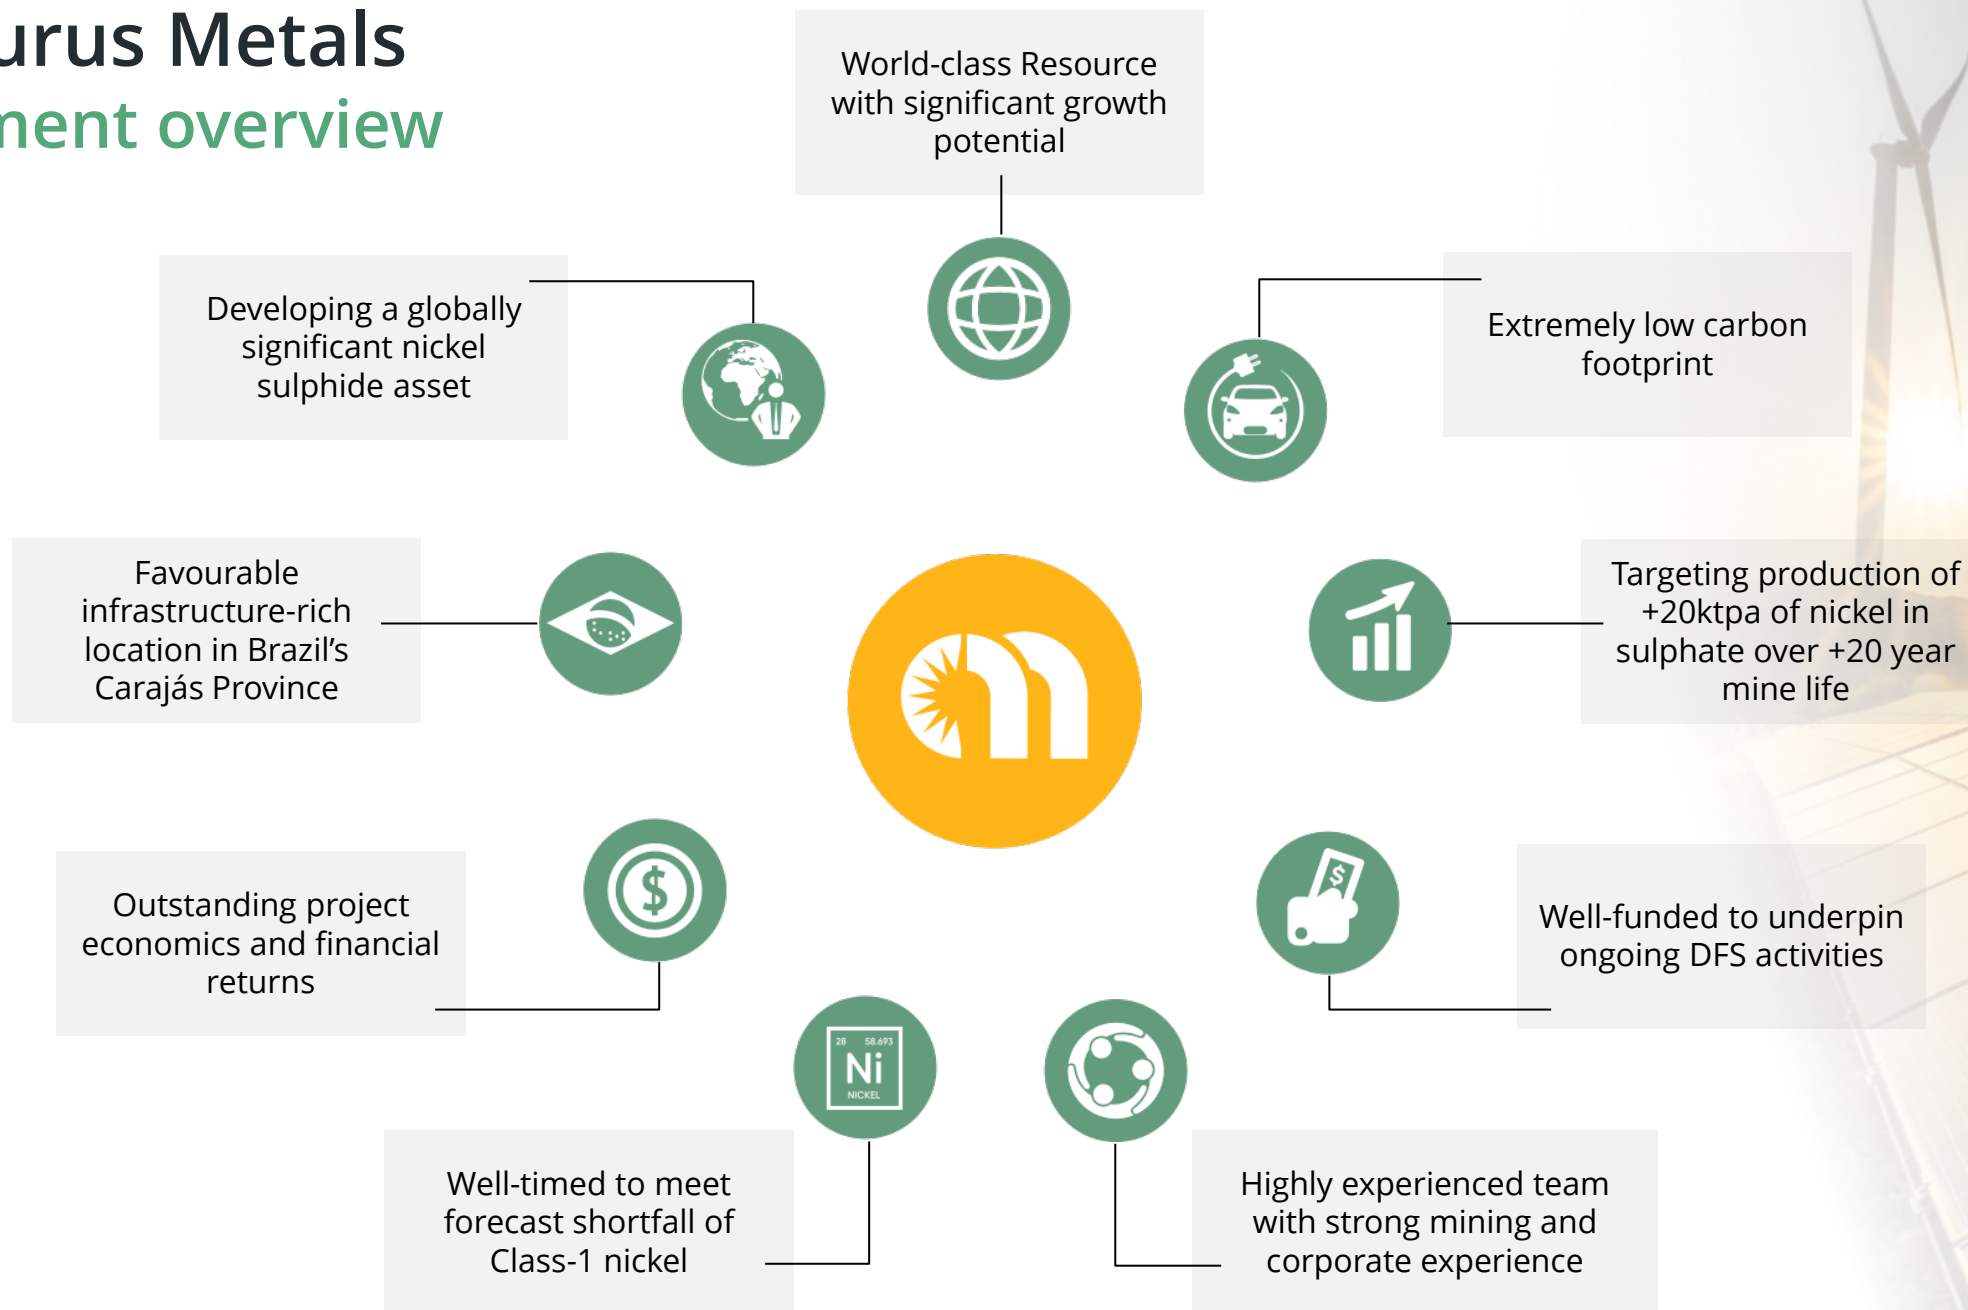 urus Metals
ment overview
World-class Resource
with significant growth
potential
Developing a globally
significant nickel
sulphide asset
Extremely low carbon
footprint
Favourable
infrastructure-rich
location in Brazil’s
Carajás Province
Targeting production of
+20ktpa of nickel in
sulphate over +20 year
mine life
Outstanding project
economics and financial
returns
$
$
Well-funded to underpin
ongoing DFS activities
28 58.693
Ni
NICKEL
Well-timed to meet
forecast shortfall of
Class-1 nickel
Highly experienced team
with strong mining and
corporate experience